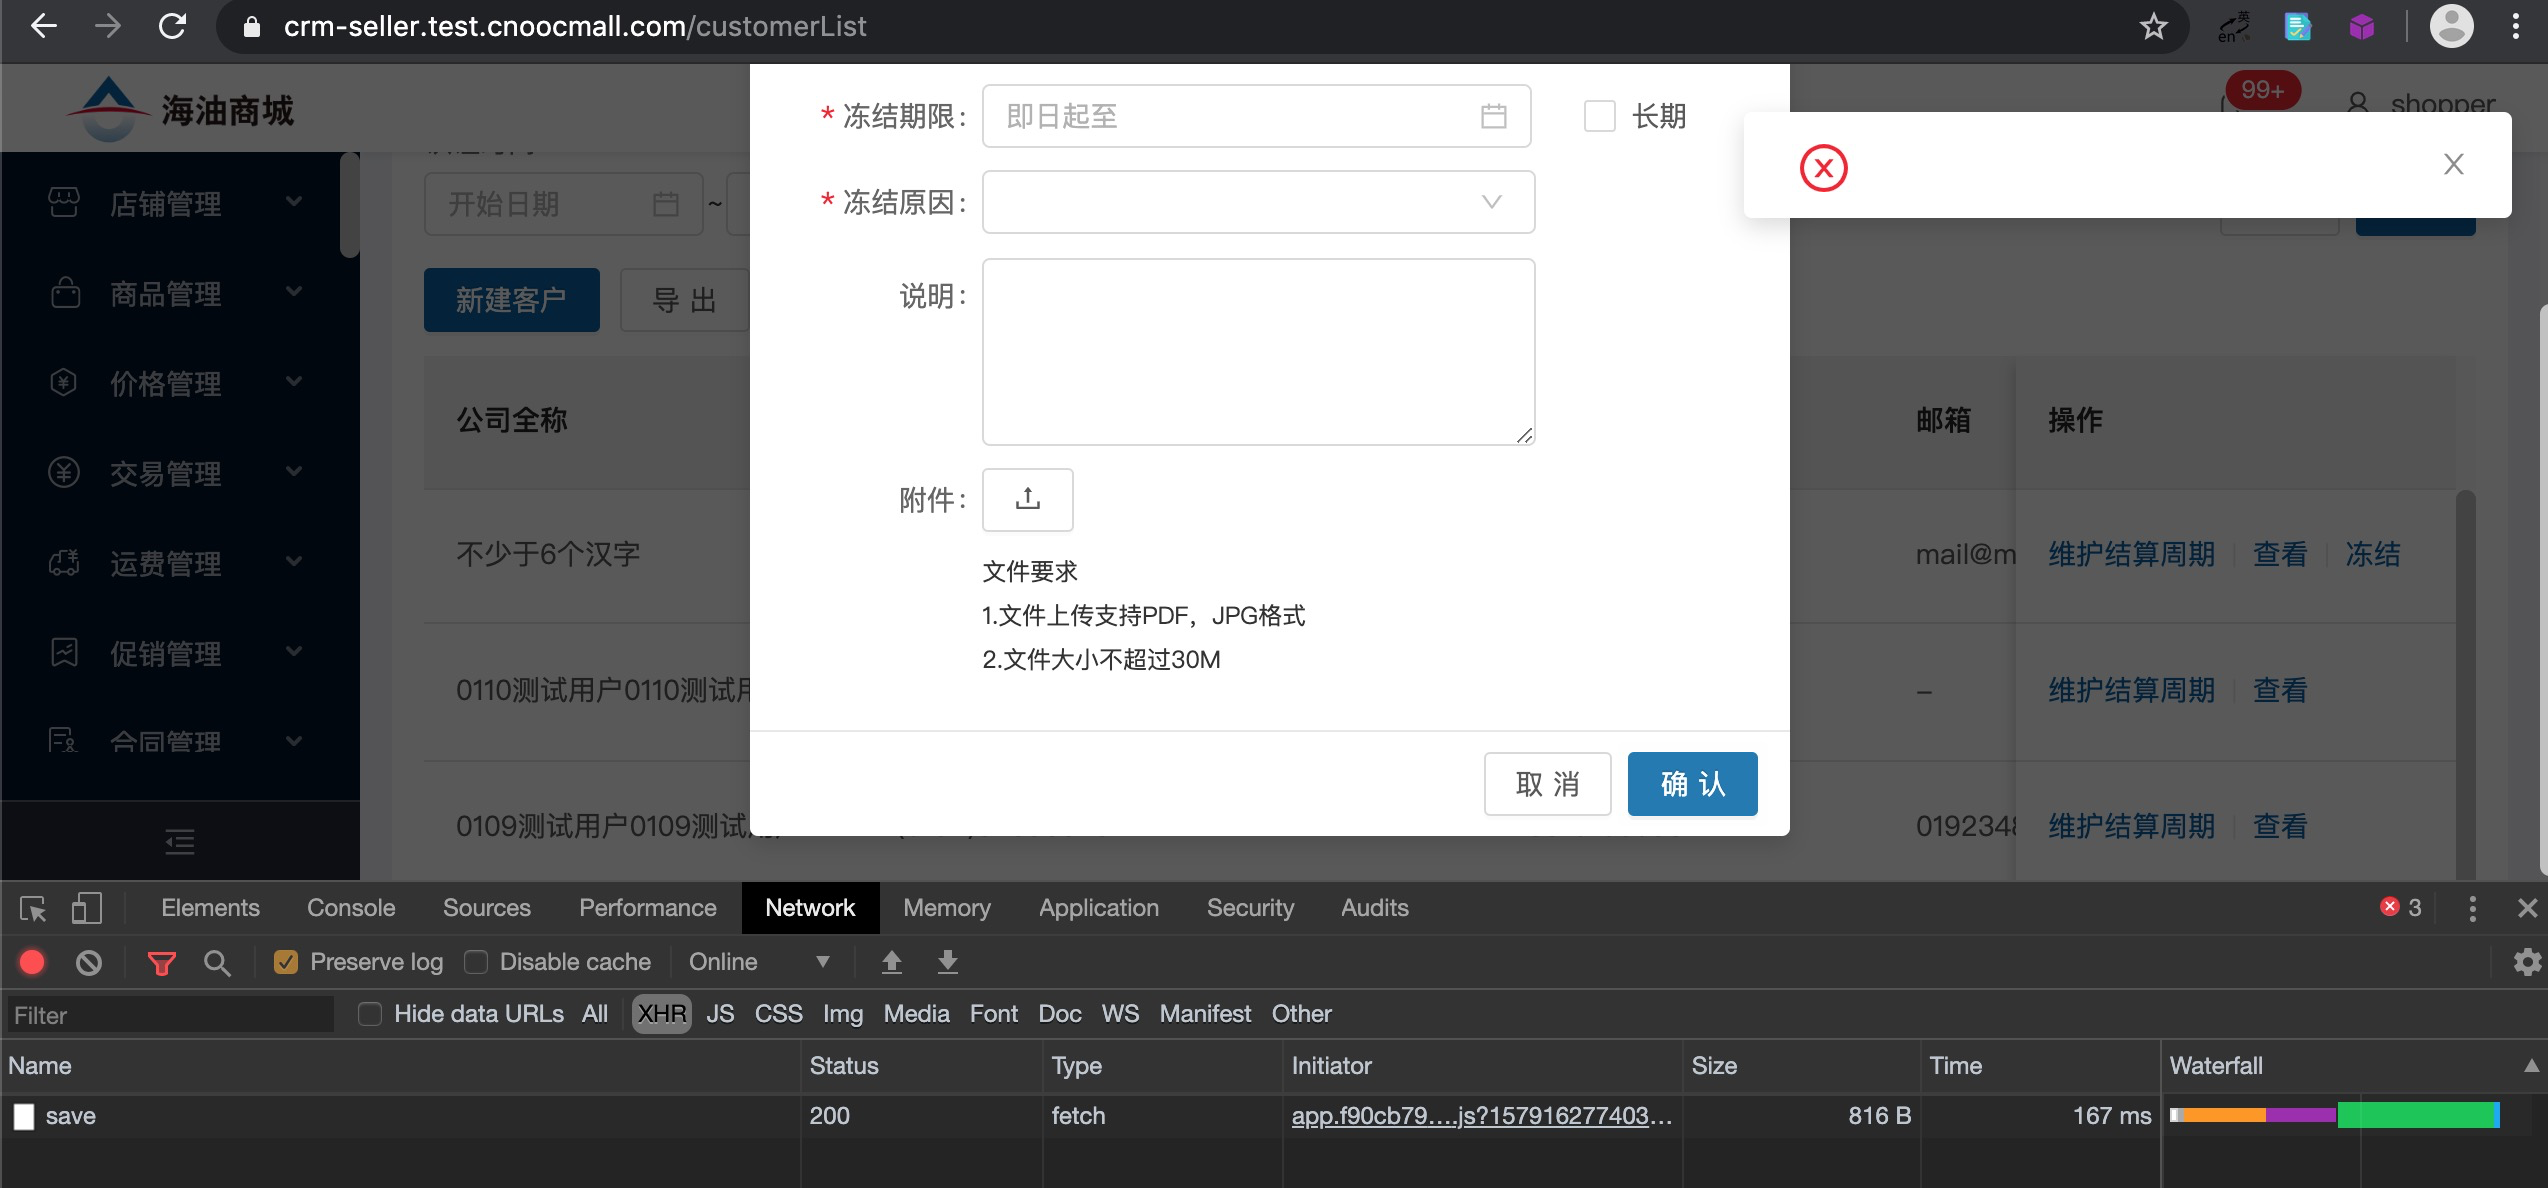 crm-seller.test.cnoocmall.com/customerList
英
en
海油商城
99+
shopper
* 冻结期限:
即日起至
长期
店铺管理
开始日期
~
* 冻结原因:
商品管理
新建客户
导 出
说明:
价格管理
公司全称
邮箱
操作
交易管理
附件:
不少于6个汉字
mail@m
维护结算周期
查看
冻结
运费管理
文件要求
1.文件上传支持PDF，JPG格式
2.文件大小不超过30M
促销管理
0110测试用户0110测试用
–
维护结算周期
查看
合同管理
取 消
确 认
0109测试用户0109测试
0192348
维护结算周期
查看
Elements
Console
Sources
Performance
Network
Memory
Application
Security
Audits
3
Preserve log
Disable cache
Online
Filter
Hide data URLs
All
XHR
JS
CSS
Img
Media
Font
Doc
WS
Manifest
Other
Name
Status
Type
Initiator
Size
Time
Waterfall
save
200
fetch
app.f90cb79....js?157916277403...
816 B
167 ms